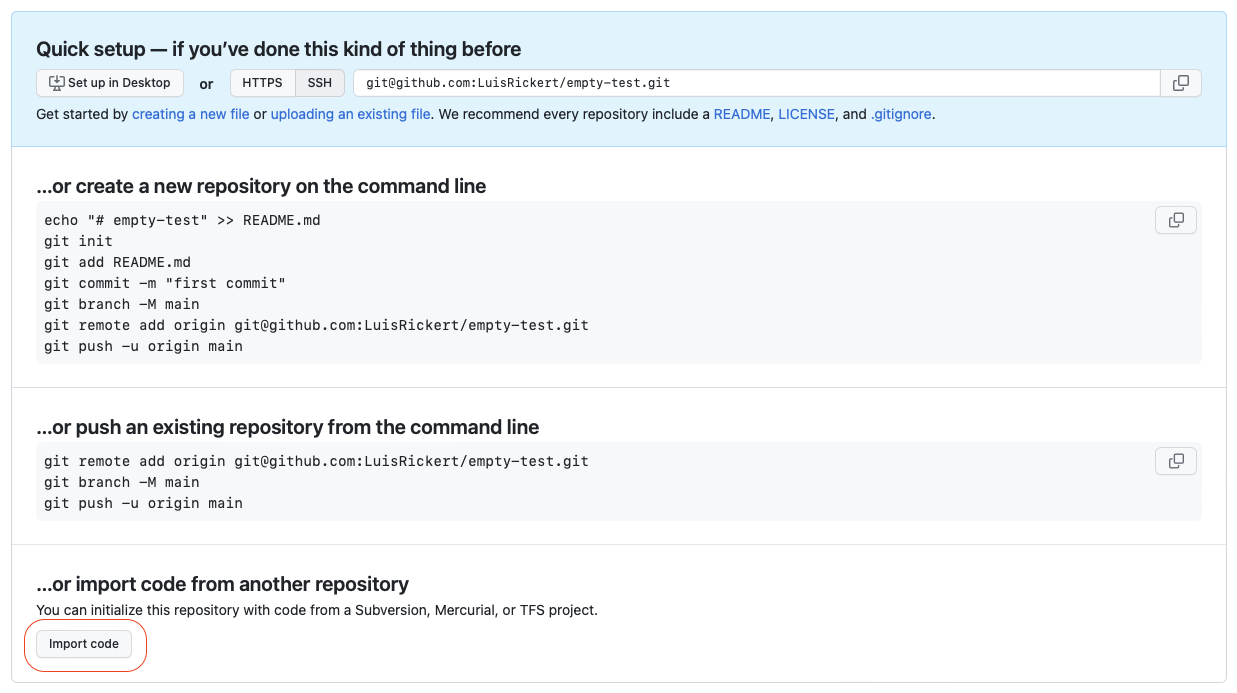 Quick setup — if you’ve done this kind of thing before
Set up in Desktop or HTTPS SSH git@github.com:LuisRickert/empty-test.git
Get started by creating a new file or uploading an existing file. We recommend every repository include a README, LICENSE, and .gitignore.
...or create a new repository on the command line
echo "# empty-test" >> README.md
git init
git add README.md
git commit -m "first commit"
git branch -M main
git remote add origin git@github.com:LuisRickert/empty-test.git
git push -u origin main
...or push an existing repository from the command line
git remote add origin git@github.com:LuisRickert/empty-test.git
git branch -M main
git push -u origin main
...or import code from another repository
You can initialize this repository with code from a Subversion, Mercurial, or TFS project.
Import code